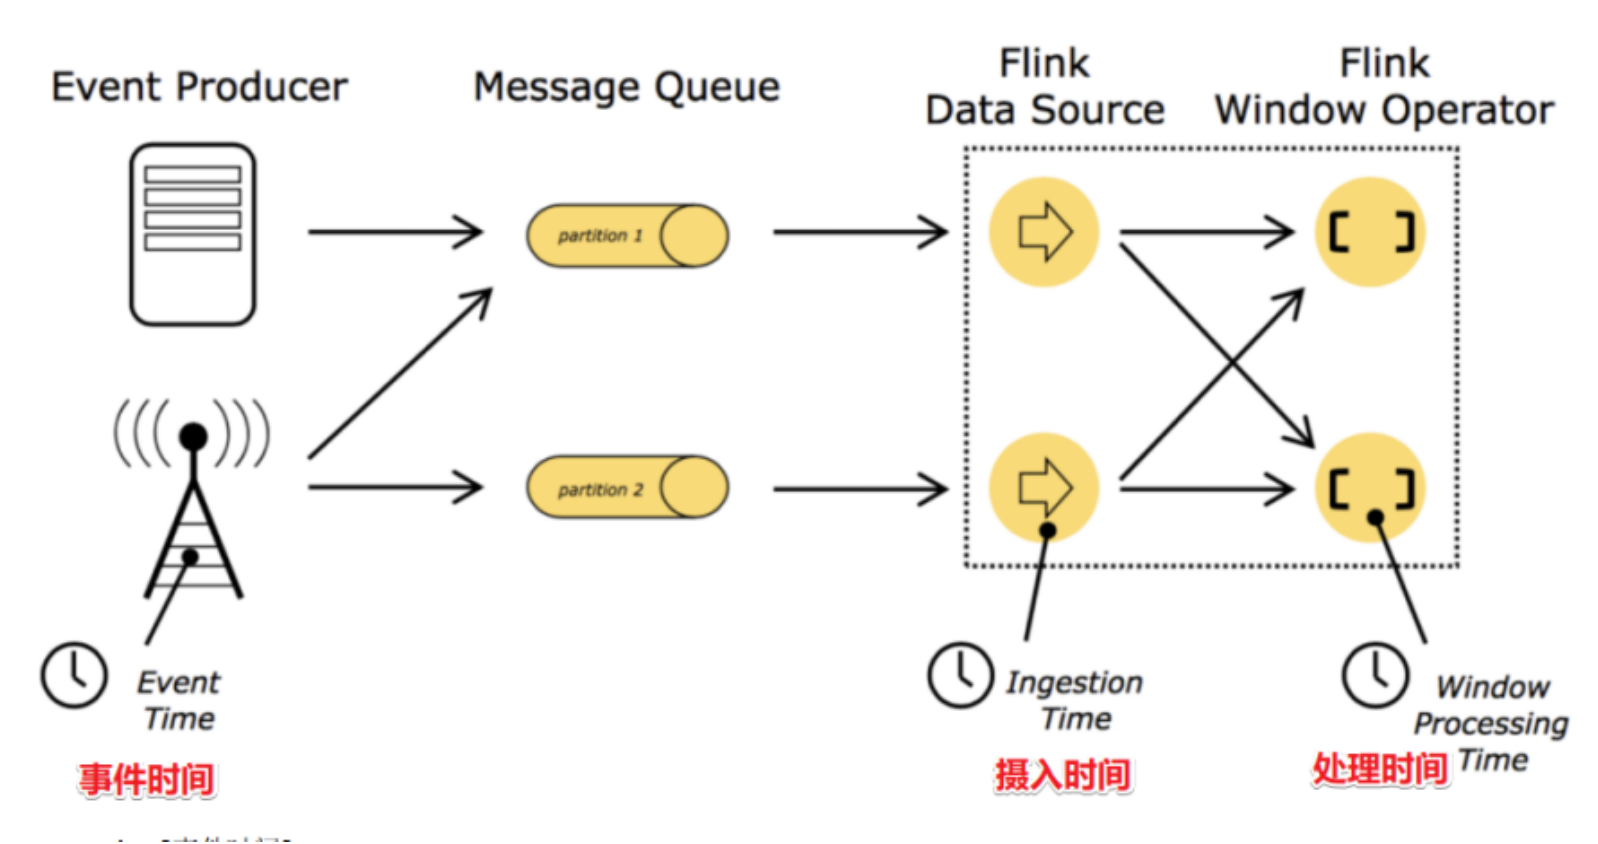 Event Producer
Message Queue
Flink
Data Source
Flink
Window Operator
partition 1
partition 2
Event
Time
事件时间
Ingestion
Time
摄入时间
Window
Processing
Time
处理时间